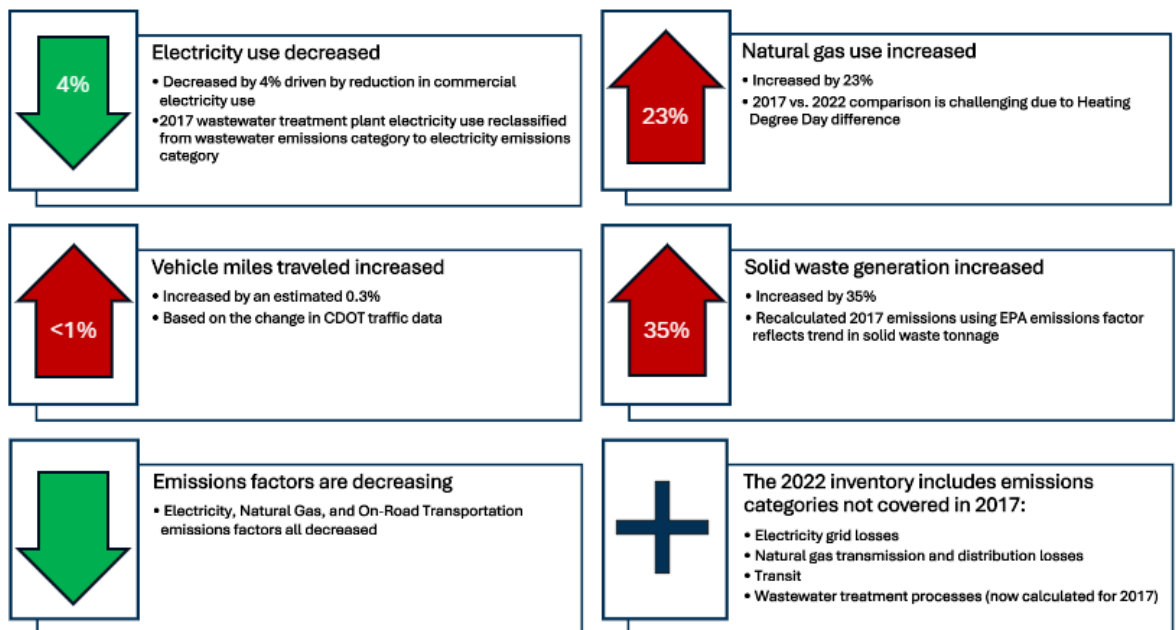 4%
Electricity use decreased
• Decreased by 4% driven by reduction in commercial
electricity use
•2017 wastewater treatment plant electricity use reclassified
from wastewater emissions category to electricity emissions
category
23%
Natural gas use increased
• Increased by 23%
• 2017 vs. 2022 comparison is challenging due to Heating
Degree Day difference
<1%
Vehicle miles traveled increased
• Increased by an estimated 0.3%
• Based on the change in CDOT traffic data
35%
Solid waste generation increased
• Increased by 35%
• Recalculated 2017 emissions using EPA emissions factor
reflects trend in solid waste tonnage
Emissions factors are decreasing
• Electricity, Natural Gas, and On-Road Transportation
emissions factors all decreased
The 2022 inventory includes emissions
categories not covered in 2017:
• Electricity grid losses
• Natural gas transmission and distribution losses
• Transit
• Wastewater treatment processes (now calculated for 2017)